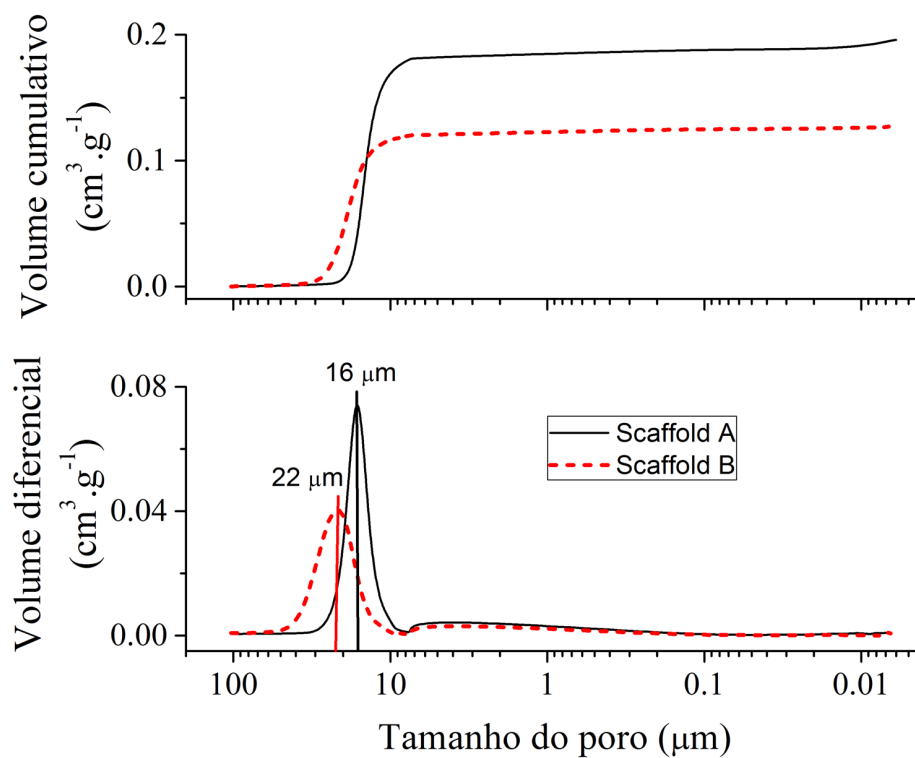 Volume cumulativo
(cm³.g⁻¹)
0.2
0.1
0.0
Volume diferencial
(cm³.g⁻¹)
0.08
0.04
0.00
16 μm
22 μm
Scaffold A
Scaffold B
100 10 1 0.1 0.01
Tamanho do poro (μm)